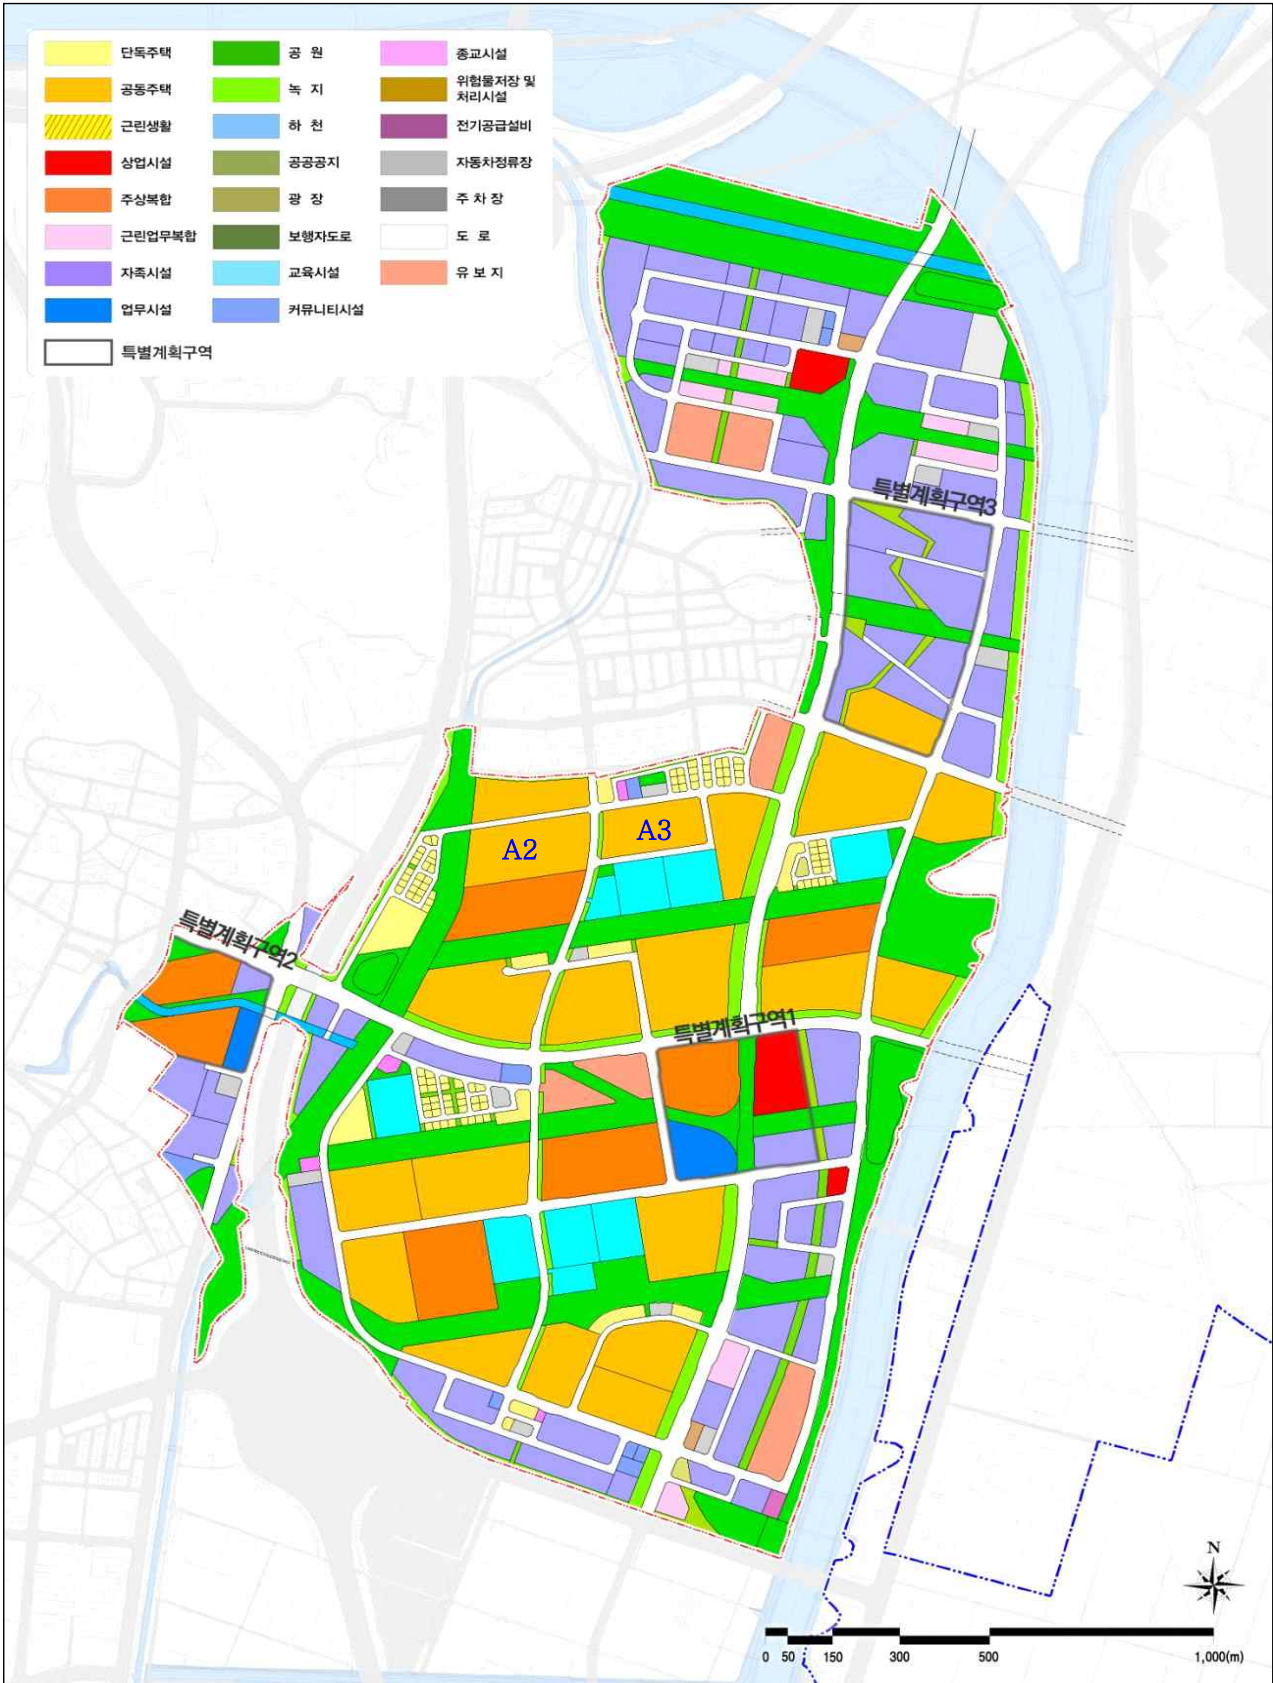 단독주택
공동주택
근린생활
상업시설
주상복합
근린업무복합
자족시설
업무시설
특별계획구역
공 원
녹 지
하 천
공공공지
광 장
보행자도로
교육시설
커뮤니티시설
종교시설
위험물저장 및
처리시설
전기공급설비
자동차정류장
주 차 장
도 로
유 보 지
특별계획구역3
A2
A3
특별계획구역2
특별계획구역1
N
0 50 150 300 500 1,000(m)